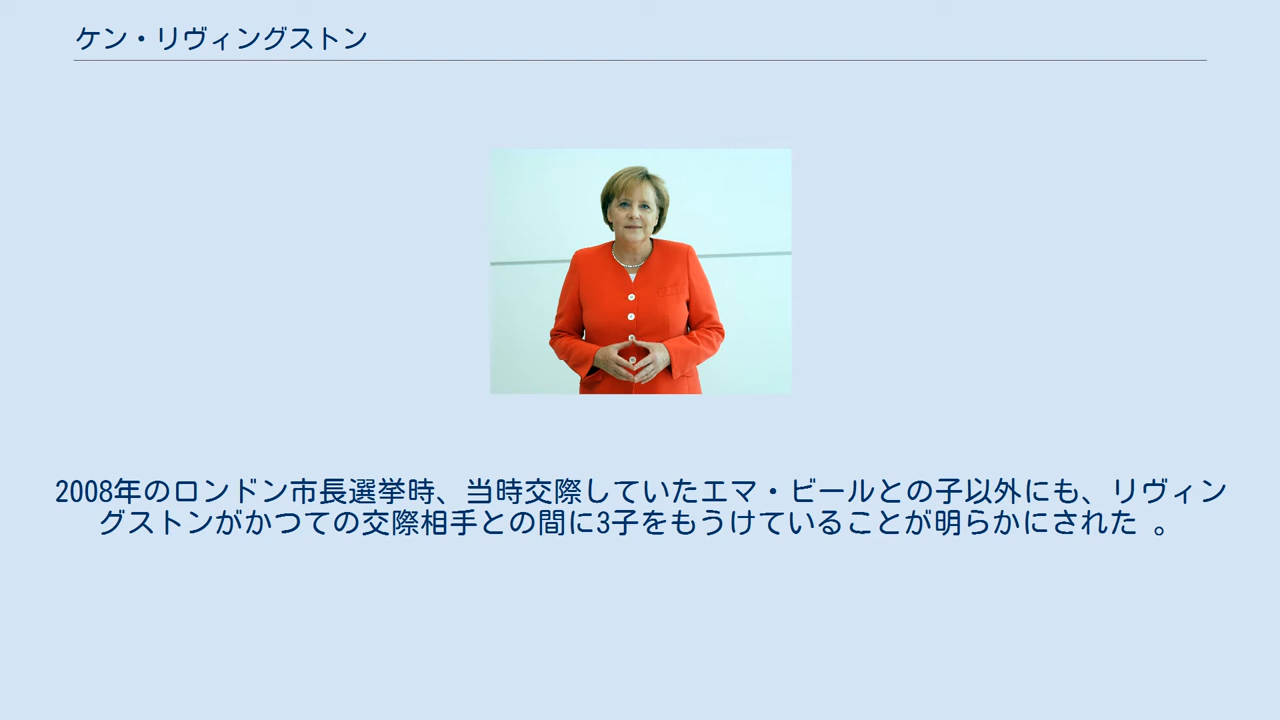 ケン・リヴィングストン
2008年のロンドン市長選挙時、当時交際していたエマ・ビールとの子以外にも、リヴィン
グストンがかつての交際相手との間に3子をもうけていることが明らかにされた 。